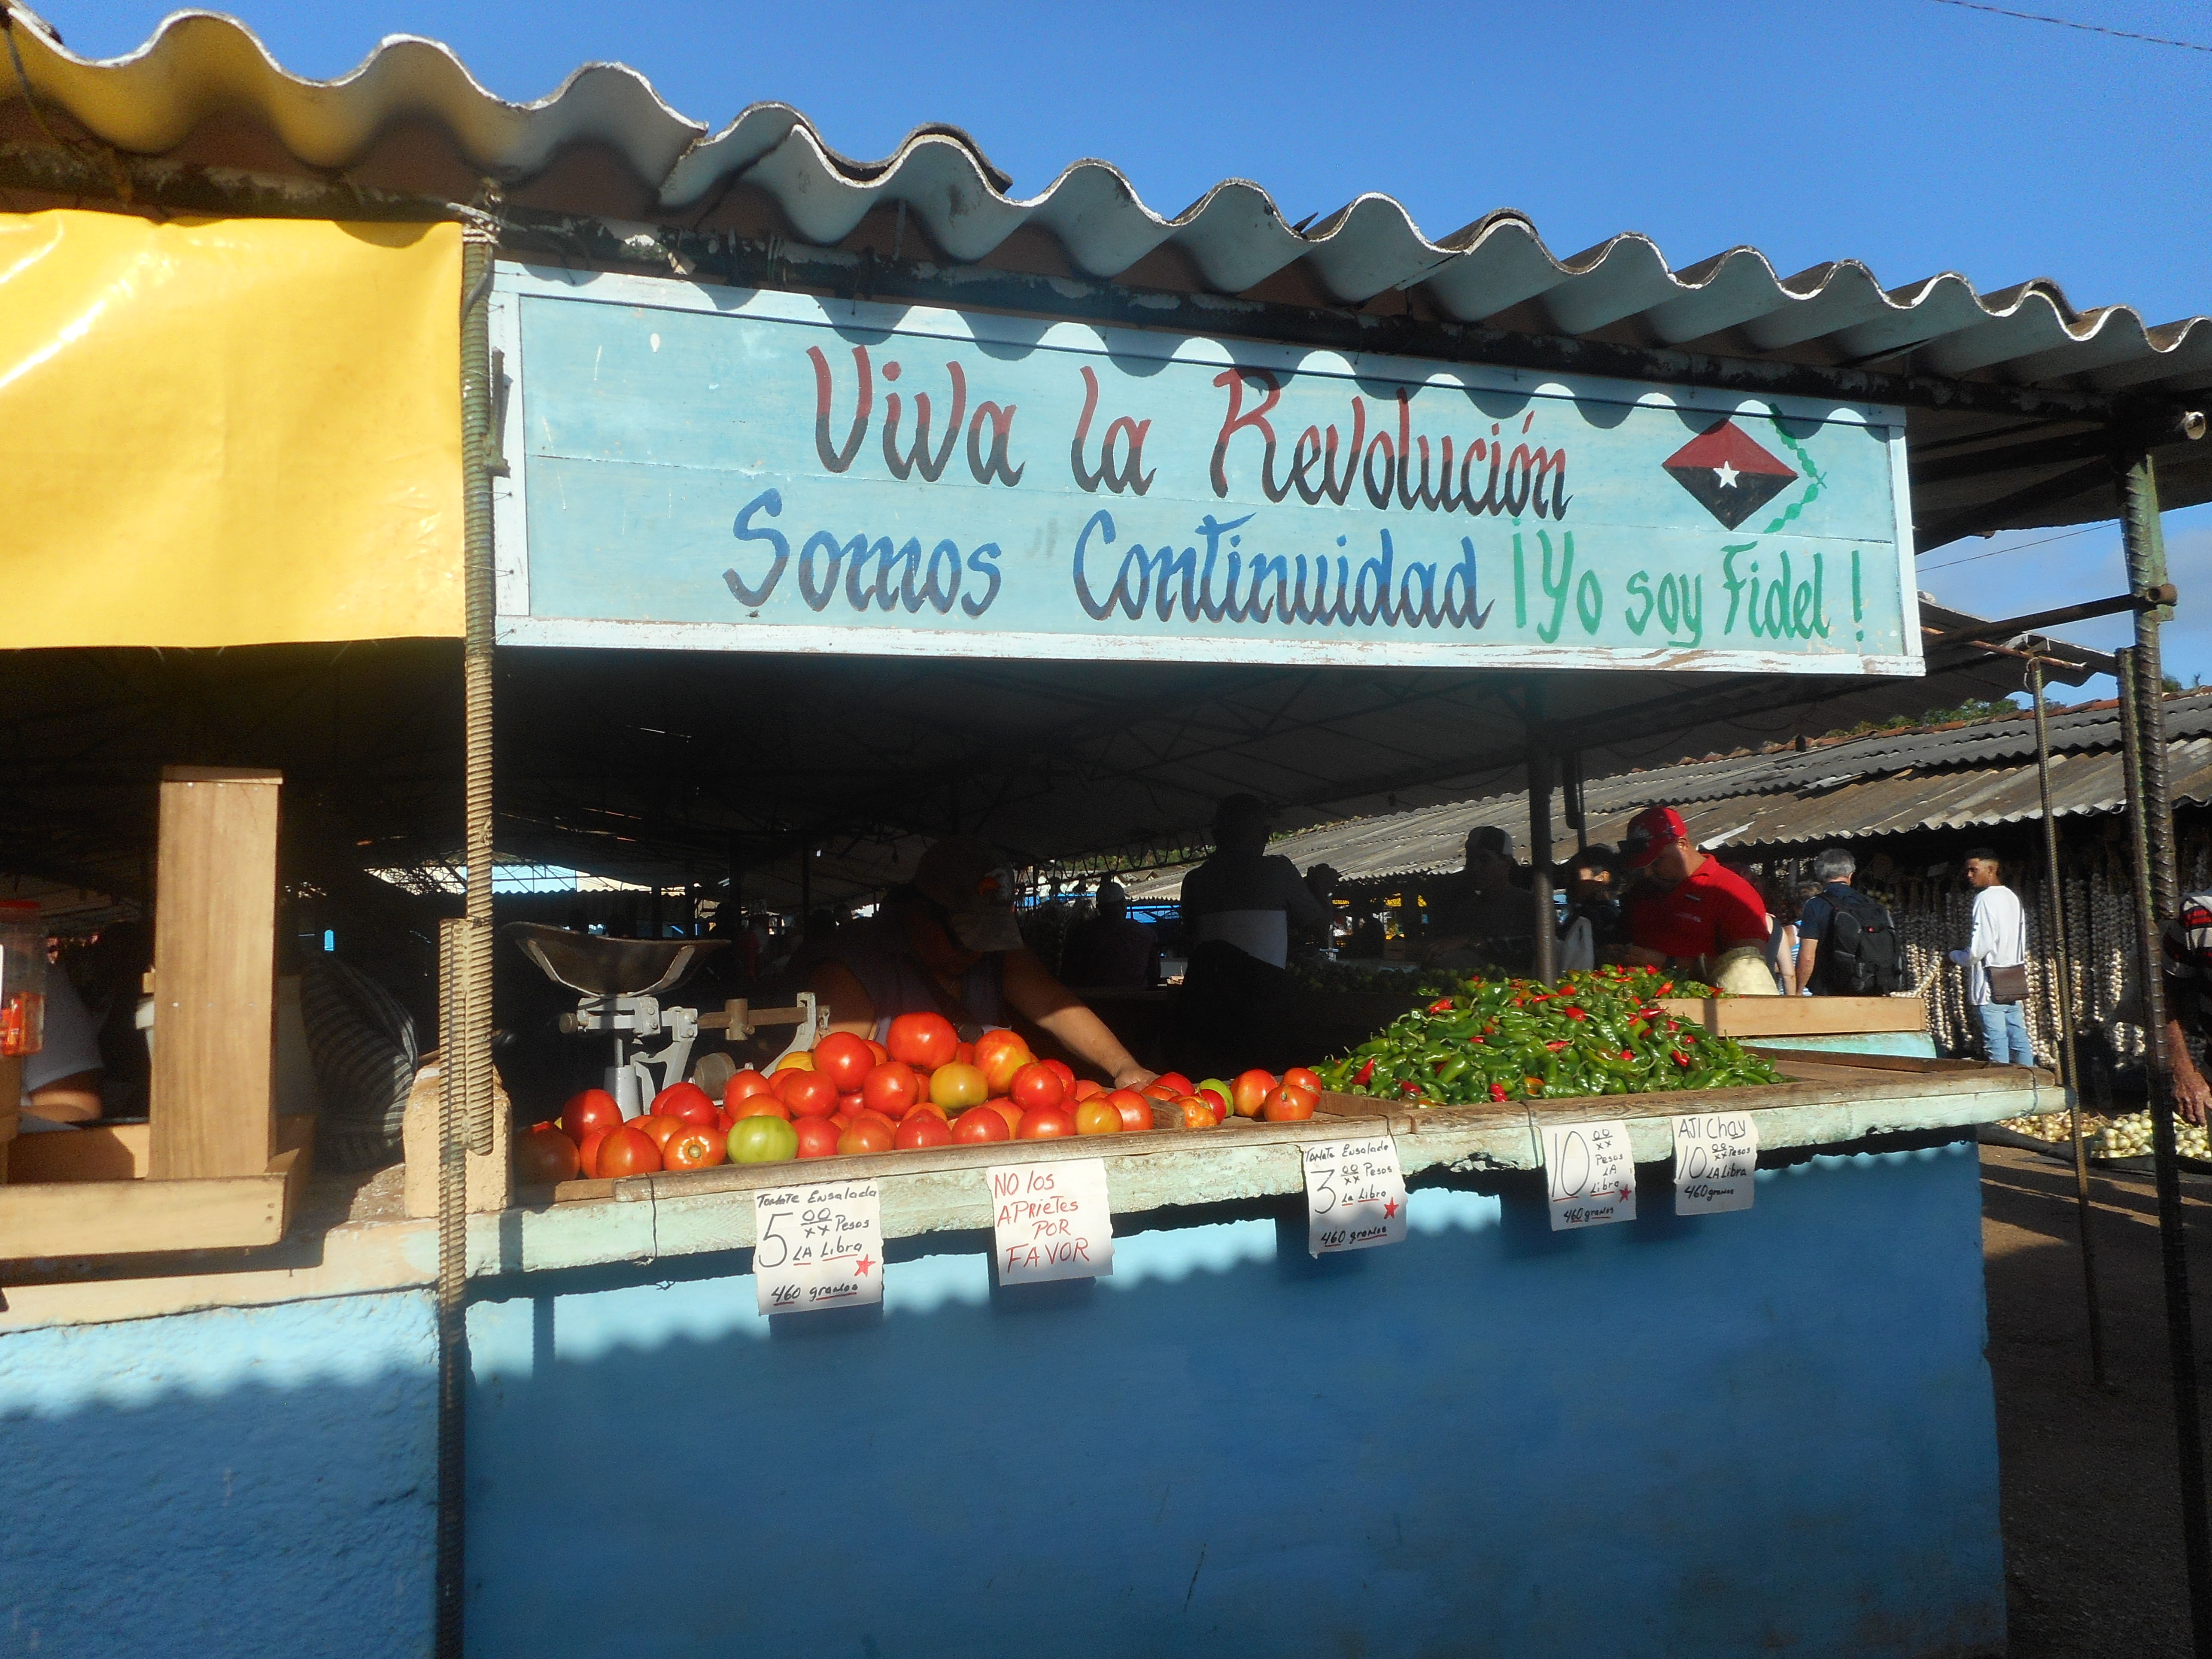 Viva la Revolución
Somos Continuidad ¡Yo soy Fidel!
Tomate Ensalada
5 00
xx Pesos
LA Libra
460 gramos
NO los
APrieTes
POR
FAVOR
Tomate Ensalada
3 00
xx Pesos
La Libra
460 gramos
10 00
xx
Pesos
LA
Libra
460 gramos
AJI Chay
10 00
xx Pesos
LA Libra
460 gramos